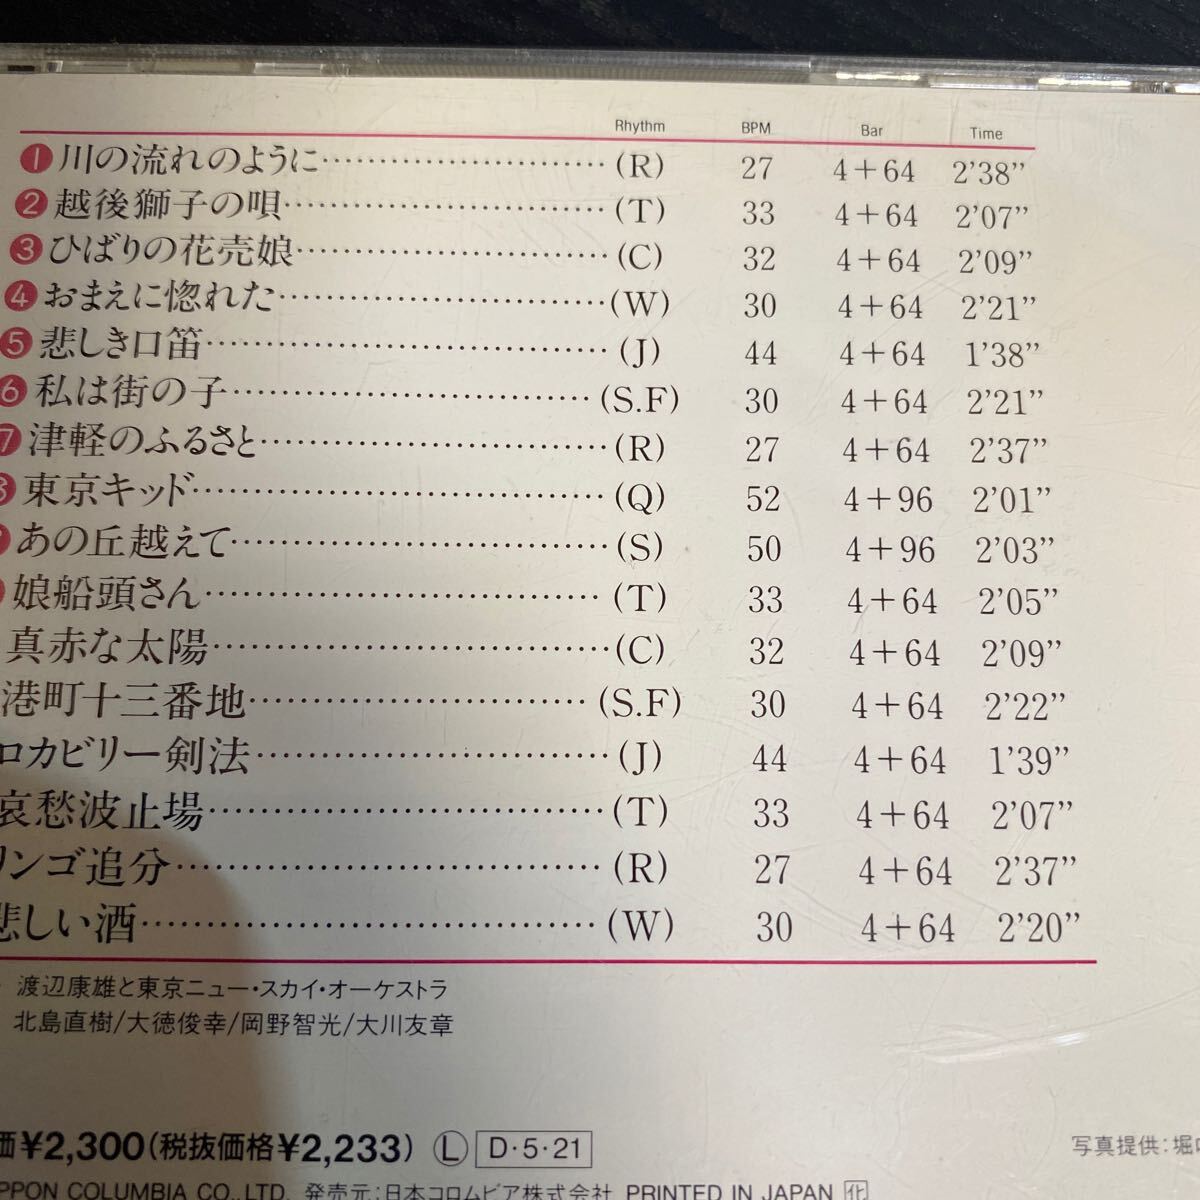 Rhythm BPM Bar Time
1 川の流れのように (R) 27 4+64 2'38”
2 越後獅子の唄 (T) 33 4+64 2'07”
3 ひばりの花売娘 (C) 32 4+64 2'09”
4 おまえに惚れた (W) 30 4+64 2'21”
5 悲しき口笛 (J) 44 4+64 1'38”
6 私は街の子 (S.F) 30 4+64 2'21”
7 津軽のふるさと (R) 27 4+64 2'37”
8 東京キッド (Q) 52 4+96 2'01”
あの丘越えて (S) 50 4+96 2'03”
娘船頭さん (T) 33 4+64 2'05”
真赤な太陽 (C) 32 4+64 2'09”
港町十三番地 (S.F) 30 4+64 2'22”
ロカビリー剣法 (J) 44 4+64 1'39”
哀愁波止場 (T) 33 4+64 2'07”
リンゴ追分 (R) 27 4+64 2'37”
悲しい酒 (W) 30 4+64 2'20”
渡辺康雄と東京ニュー・スカイ・オーケストラ
北島直樹/大徳俊幸/岡野智光/大川友章
価¥2,300(税抜価格¥2,233) L D・5・21
写真提供:堀
NIPPON COLUMBIA CO.,LTD. 発売元:日本コロムビア株式会社 PRINTED IN JAPAN